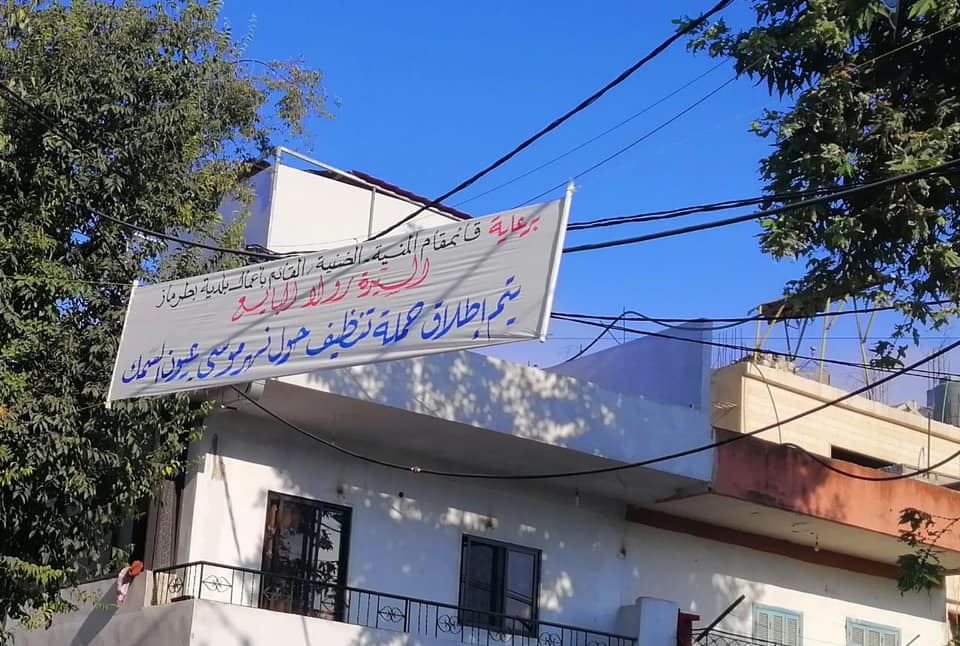 برعاية قائمقام المنية - الضنية - القائم بأعمال بلدية بطرماز
السيدة رولا البايع
يتم إطلاق حملة تنظيف حول نهر موسى عيون السمك